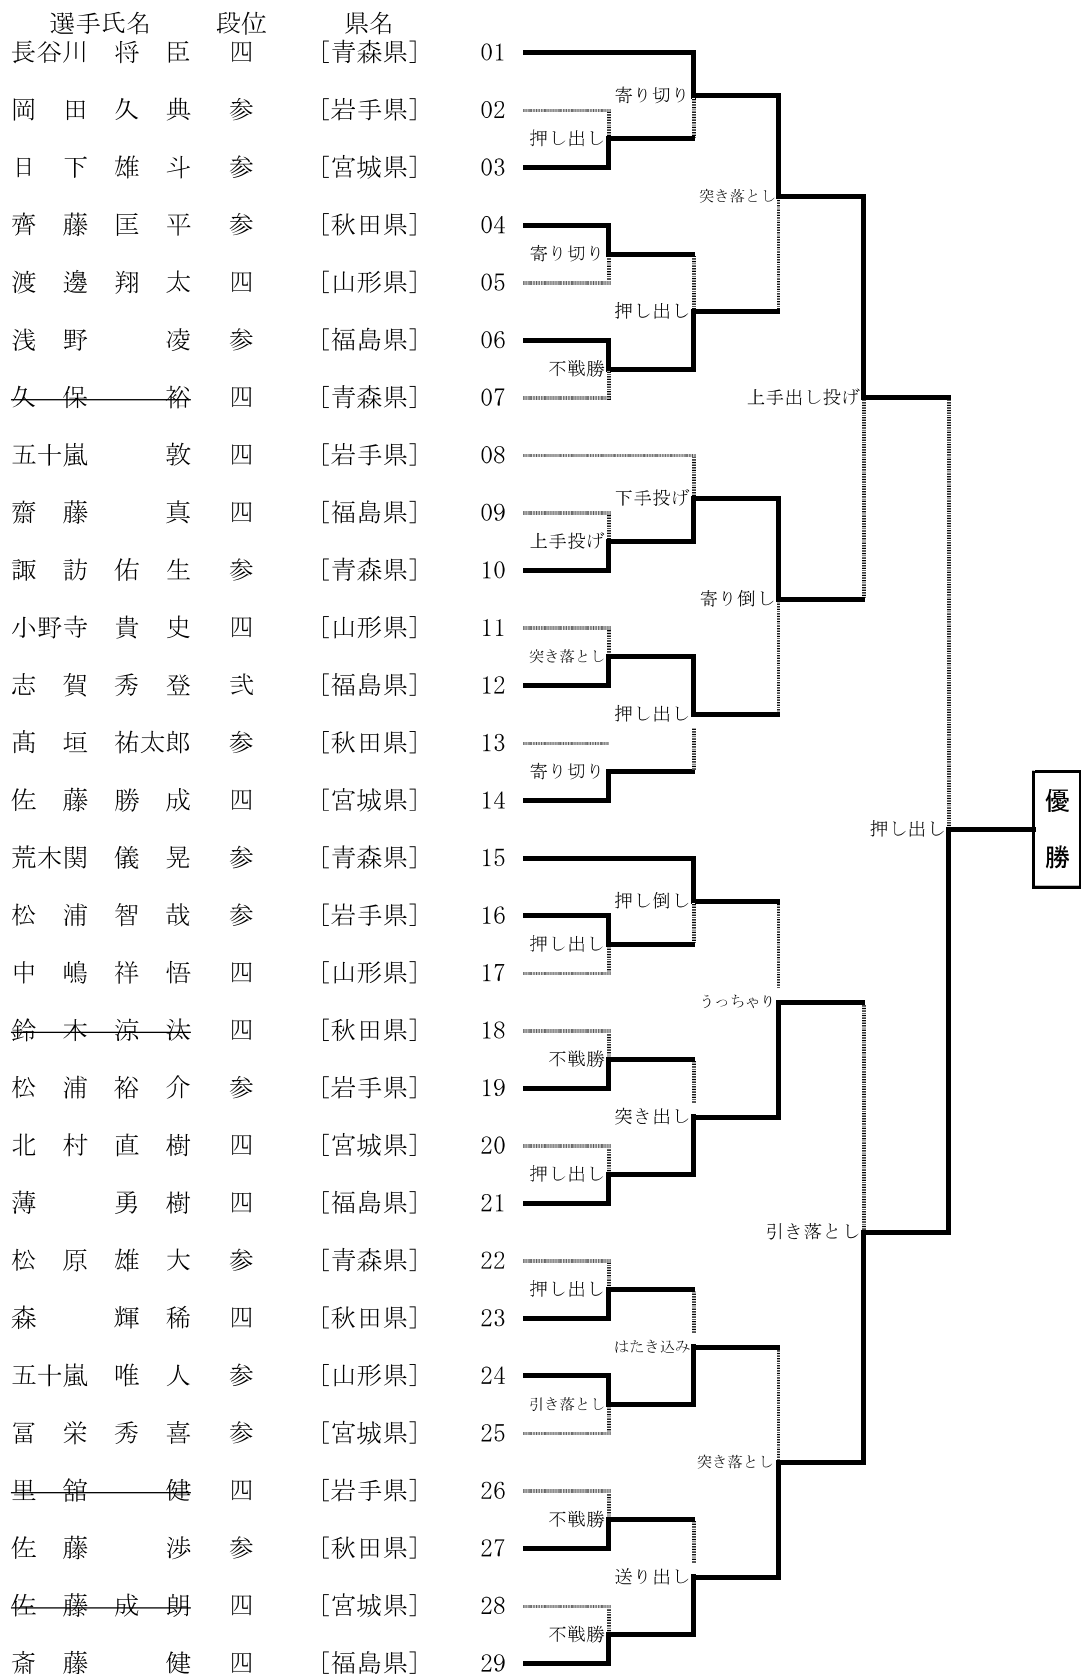 選手氏名 段位 県名
長谷川 将 臣 四 [青森県] 01
寄り切り
岡 田 久 典 参 [岩手県] 02
押し出し
日 下 雄 斗 参 [宮城県] 03
突き落とし
齊 藤 匡 平 参 [秋田県] 04
寄り切り
渡 邊 翔 太 四 [山形県] 05
押し出し
浅 野 凌 参 [福島県] 06
不戦勝
久 保 裕 四 [青森県] 07
上手出し投げ
五十嵐 敦 四 [岩手県] 08
下手投げ
齋 藤 真 四 [福島県] 09
上手投げ
諏 訪 佑 生 参 [青森県] 10
寄り倒し
小野寺 貴 史 四 [山形県] 11
突き落とし
志 賀 秀 登 弐 [福島県] 12
押し出し
髙 垣 祐太郎 参 [秋田県] 13
寄り切り
佐 藤 勝 成 四 [宮城県] 14
優勝
押し出し
荒木関 儀 晃 参 [青森県] 15
押し倒し
松 浦 智 哉 参 [岩手県] 16
押し出し
中 嶋 祥 悟 四 [山形県] 17
うっちゃり
鈴 木 涼 汰 四 [秋田県] 18
不戦勝
松 浦 裕 介 参 [岩手県] 19
突き出し
北 村 直 樹 四 [宮城県] 20
押し出し
薄 勇 樹 四 [福島県] 21
引き落とし
松 原 雄 大 参 [青森県] 22
押し出し
森 輝 稀 四 [秋田県] 23
はたき込み
五十嵐 唯 人 参 [山形県] 24
引き落とし
冨 栄 秀 喜 参 [宮城県] 25
突き落とし
里 舘 健 四 [岩手県] 26
不戦勝
佐 藤 渉 参 [秋田県] 27
送り出し
佐 藤 成 朗 四 [宮城県] 28
不戦勝
斎 藤 健 四 [福島県] 29